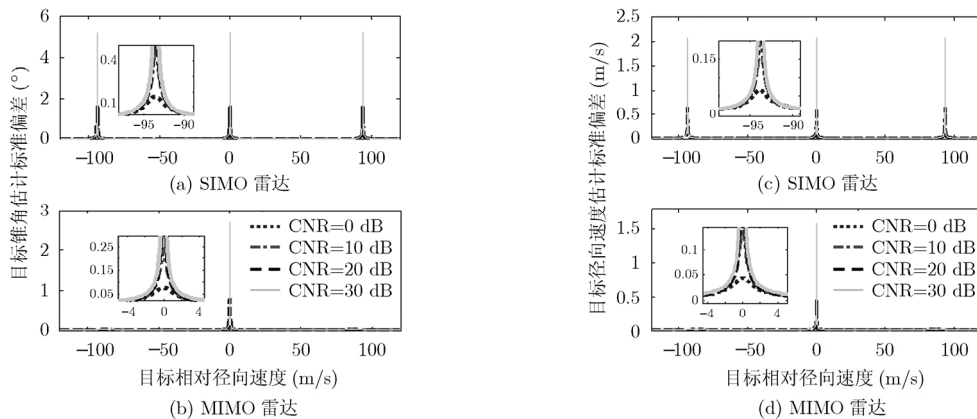 目标锥角估计标准偏差 (°)
6
4
2
0
0.4
0.1
−95 −90
−100 −50 0 50 100
(a) SIMO 雷达
3
2
1
0
0.25
0.15
0.05
−4 0 4
CNR=0 dB
CNR=10 dB
CNR=20 dB
CNR=30 dB
−100 −50 0 50 100
目标相对径向速度 (m/s)
(b) MIMO 雷达
目标径向速度估计标准偏差 (m/s)
2.5
2
1.5
1
0.5
0
0.15
0
−95 −90
−100 −50 0 50 100
(c) SIMO 雷达
1.5
1.0
0.5
0
0.1
0.05
0
−4 0 4
CNR=0 dB
CNR=10 dB
CNR=20 dB
CNR=30 dB
−100 −50 0 50 100
目标相对径向速度 (m/s)
(d) MIMO 雷达